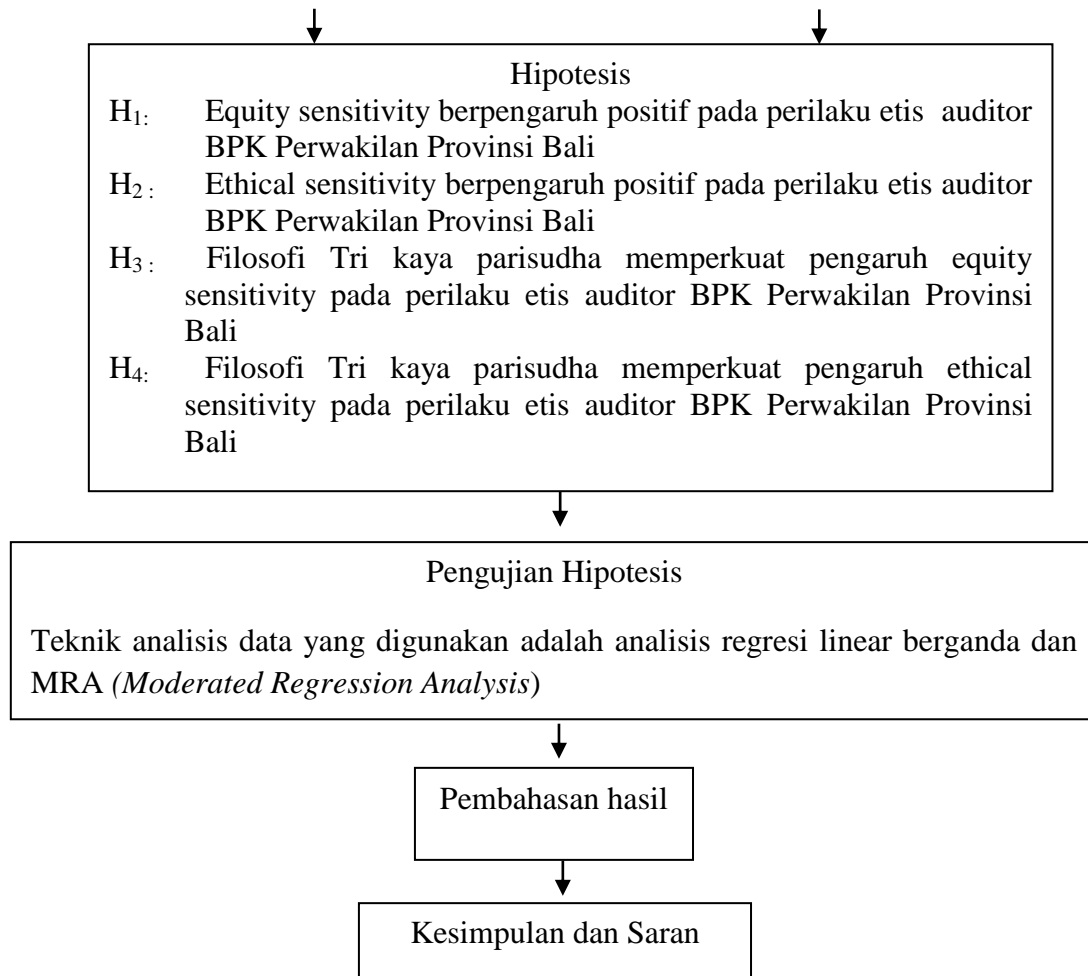 Hipotesis
H1: Equity sensitivity berpengaruh positif pada perilaku etis auditor
BPK Perwakilan Provinsi Bali
H2 : Ethical sensitivity berpengaruh positif pada perilaku etis auditor
BPK Perwakilan Provinsi Bali
H3 : Filosofi Tri kaya parisudha memperkuat pengaruh equity
sensitivity pada perilaku etis auditor BPK Perwakilan Provinsi
Bali
H4: Filosofi Tri kaya parisudha memperkuat pengaruh ethical
sensitivity pada perilaku etis auditor BPK Perwakilan Provinsi
Bali
Pengujian Hipotesis
Teknik analisis data yang digunakan adalah analisis regresi linear berganda dan
MRA (Moderated Regression Analysis)
Pembahasan hasil
Kesimpulan dan Saran